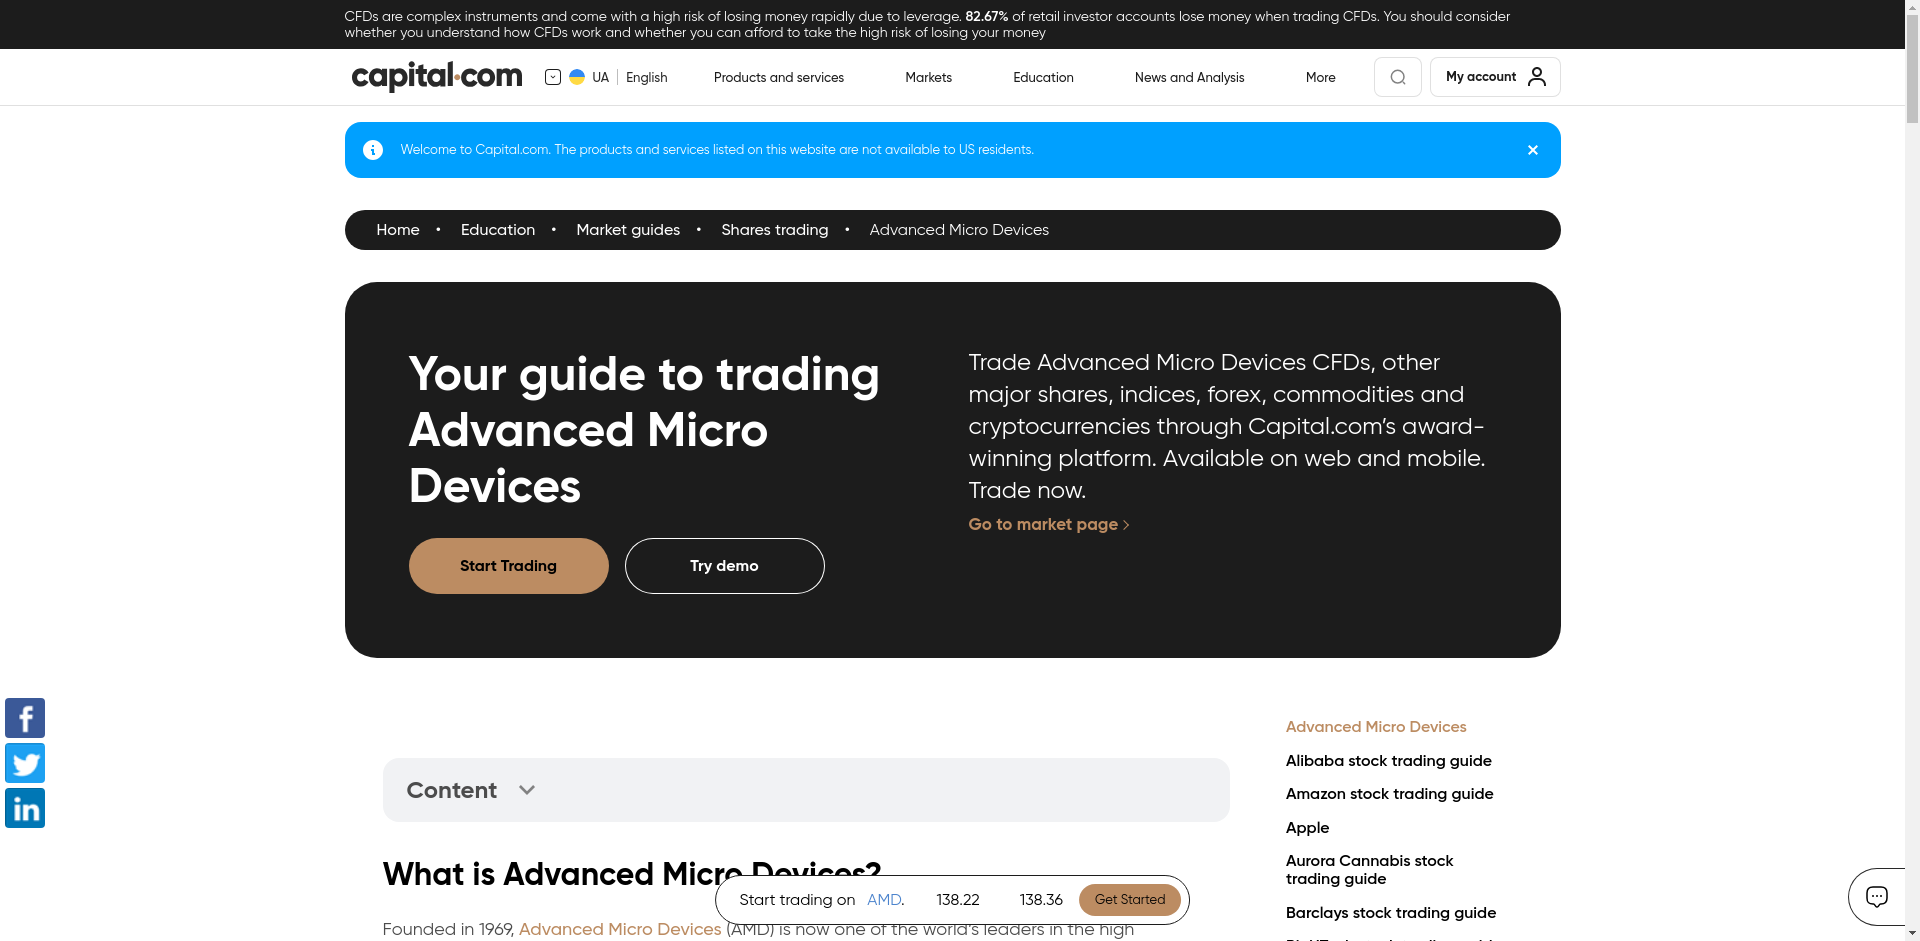 CFDs are complex instruments and come with a high risk of losing money rapidly due to leverage. 82.67% of retail investor accounts lose money when trading CFDs. You should consider
whether you understand how CFDs work and whether you can afford to take the high risk of losing your money
capital.com
UA
English
Products and services
Markets
Education
News and Analysis
More
My account
Welcome to Capital.com. The products and services listed on this website are not available to US residents.
Home • Education • Market guides • Shares trading • Advanced Micro Devices
Your guide to trading
Advanced Micro
Devices
Start Trading
Try demo
Trade Advanced Micro Devices CFDs, other
major shares, indices, forex, commodities and
cryptocurrencies through Capital.com’s award-
winning platform. Available on web and mobile.
Trade now.
Go to market page
Content
What is Advanced Micro Devices?
Founded in 1969, Advanced Micro Devices (AMD) is now one of the world's leaders in the high
Start trading on AMD. 138.22 138.36 Get Started
Advanced Micro Devices
Alibaba stock trading guide
Amazon stock trading guide
Apple
Aurora Cannabis stock
trading guide
Barclays stock trading guide